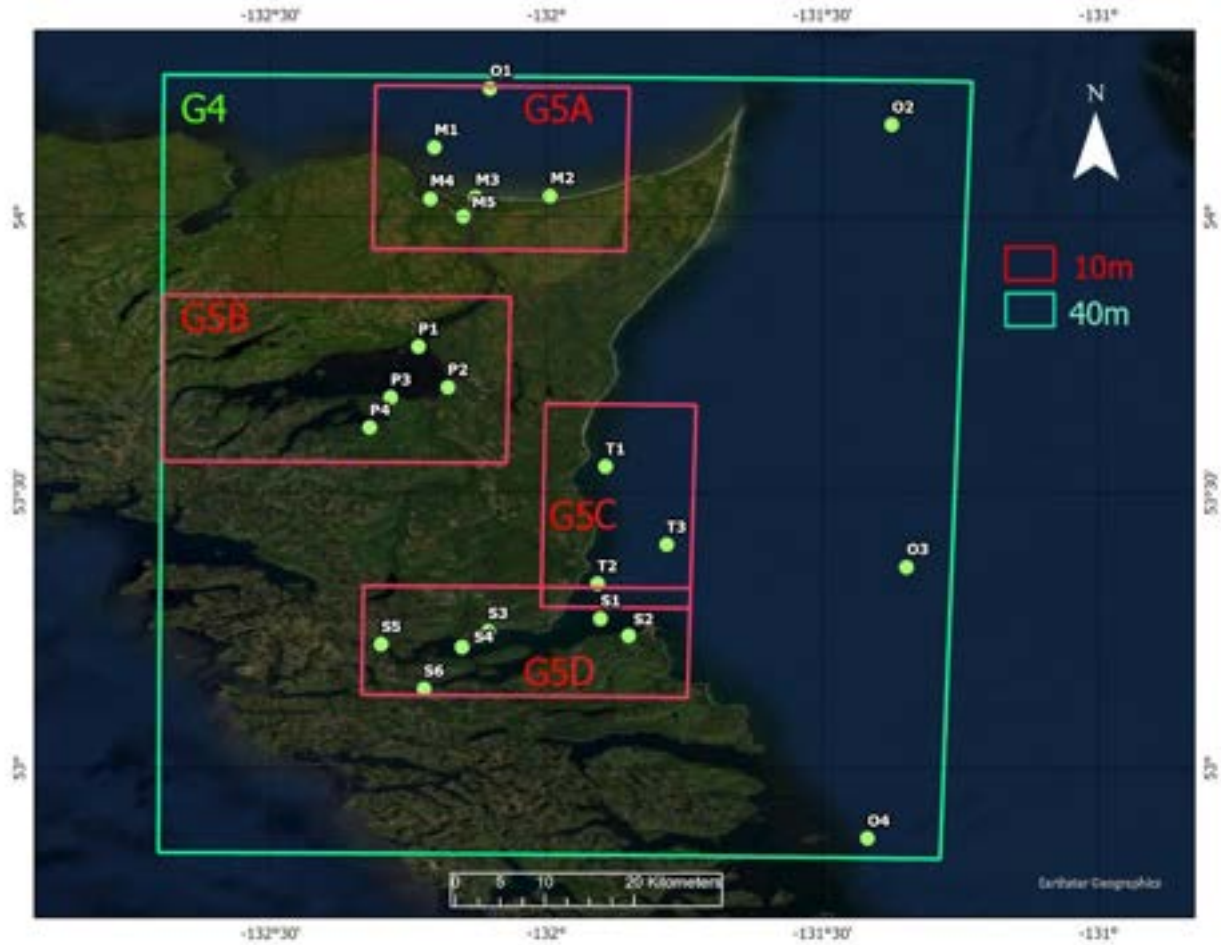 -132°30' -132° -131°30' -131°
O1
G4 G5A O2
N
M1
M4 M3 M2
M5
54° 54°
10m
40m
G5B
P1
P2
P3
P4
T1
53°30' 53°30'
G5C
T3
O3
T2
S1
S3 S2
S5 S4
G5D
S6
53° 53°
O4
0 5 10 20 Kilometers
Earthstar Geographics
-132°30' -132° -131°30' -131°